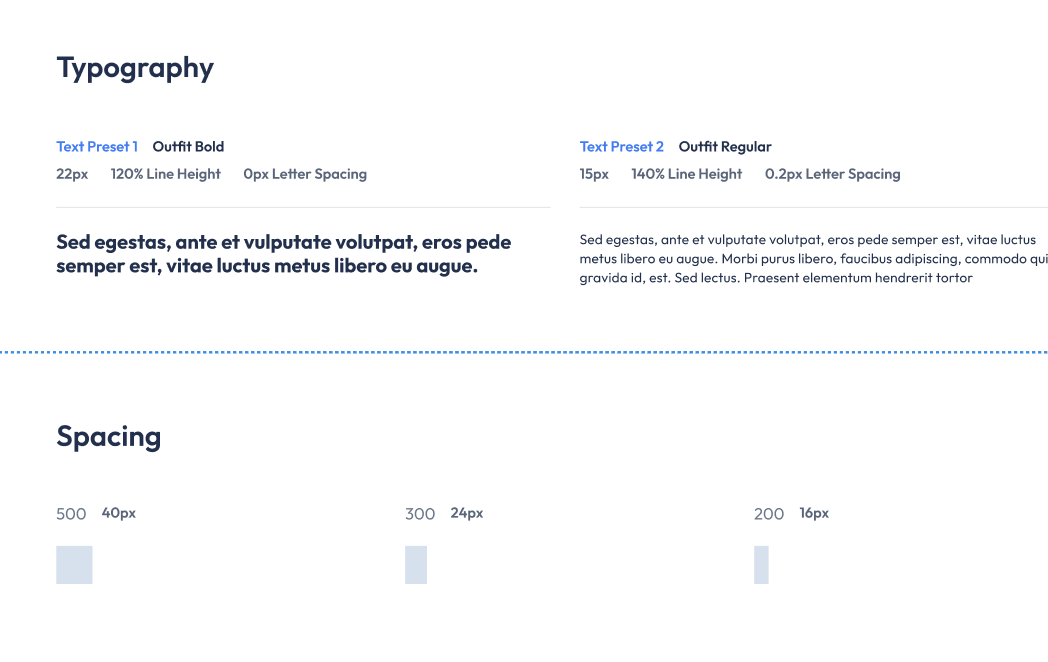 Typography
Text Preset 1 Outfit Bold
22px 120% Line Height 0px Letter Spacing
Sed egestas, ante et vulputate volutpat, eros pede
semper est, vitae luctus metus libero eu augue.
Text Preset 2 Outfit Regular
15px 140% Line Height 0.2px Letter Spacing
Sed egestas, ante et vulputate volutpat, eros pede semper est, vitae luctus
metus libero eu augue. Morbi purus libero, faucibus adipiscing, commodo qui
gravida id, est. Sed lectus. Praesent elementum hendrerit tortor
Spacing
500 40px
300 24px
200 16px